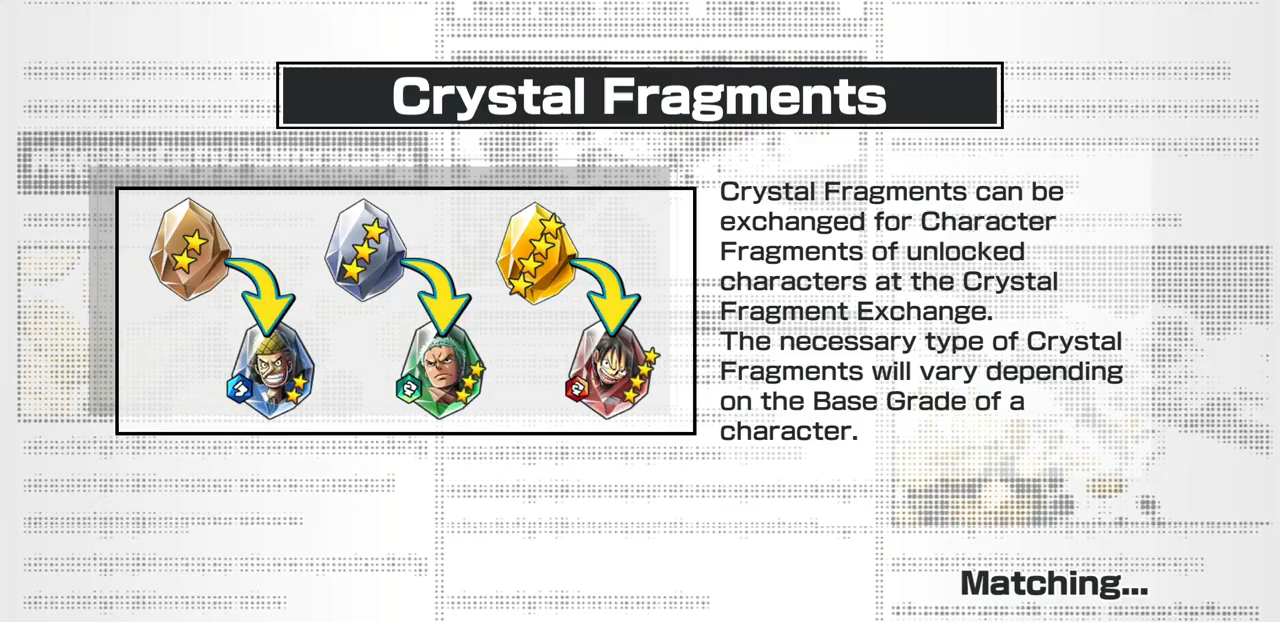 Crystal Fragments
Crystal Fragments can be
exchanged for Character
Fragments of unlocked
characters at the Crystal
Fragment Exchange.
The necessary type of Crystal
Fragments will vary depending
on the Base Grade of a
character.
Matching...